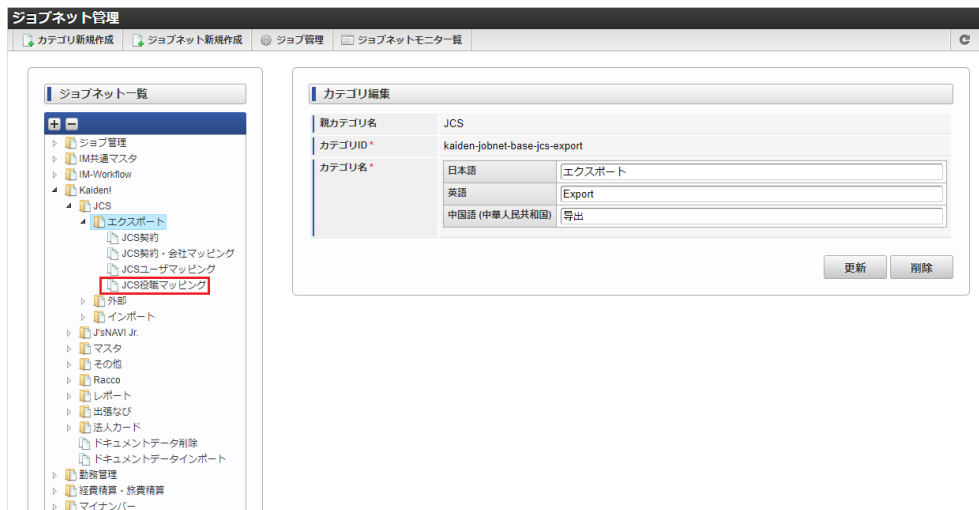 ジョブネット管理
カテゴリ新規作成 ジョブネット新規作成 ジョブ管理 ジョブネットモニタ一覧
ジョブネット一覧
ジョブ管理
IM共通マスタ
IM-Workflow
Kaiden!
JCS
エクスポート
JCS契約
JCS契約・会社マッピング
JCSユーザマッピング
JCS役職マッピング
外部
インポート
J'sNAVI Jr.
マスタ
その他
Racco
レポート
出張なび
法人カード
ドキュメントデータ削除
ドキュメントデータインポート
勤務管理
経費精算・旅費精算
マイナンバー
カテゴリ編集
親カテゴリ名 JCS
カテゴリID * kaiden-jobnet-base-jcs-export
カテゴリ名 *
日本語 エクスポート
英語 Export
中国語 (中華人民共和国) 导出
更新 削除